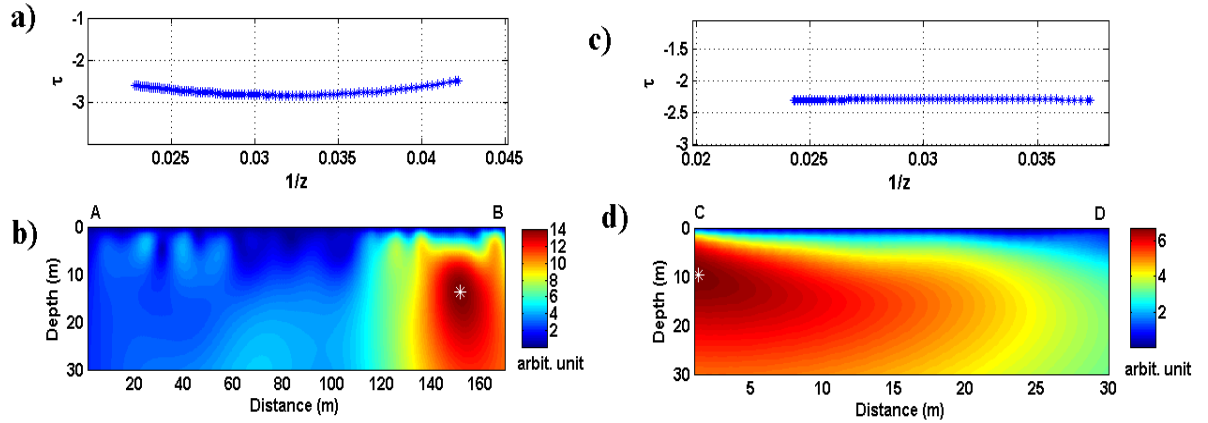 a)
-1
-2
-3
τ
0.025 0.03 0.035 0.04 0.045
1/z
c)
-1.5
-2
-2.5
-3
τ
0.02 0.025 0.03 0.035
1/z
b)
A B
0
10
20
30
Depth (m)
20 40 60 80 100 120 140 160
Distance (m)
14
12
10
8
6
4
2
arbit. unit
d)
C D
0
10
20
30
Depth (m)
5 10 15 20 25 30
Distance (m)
6
4
2
arbit. unit